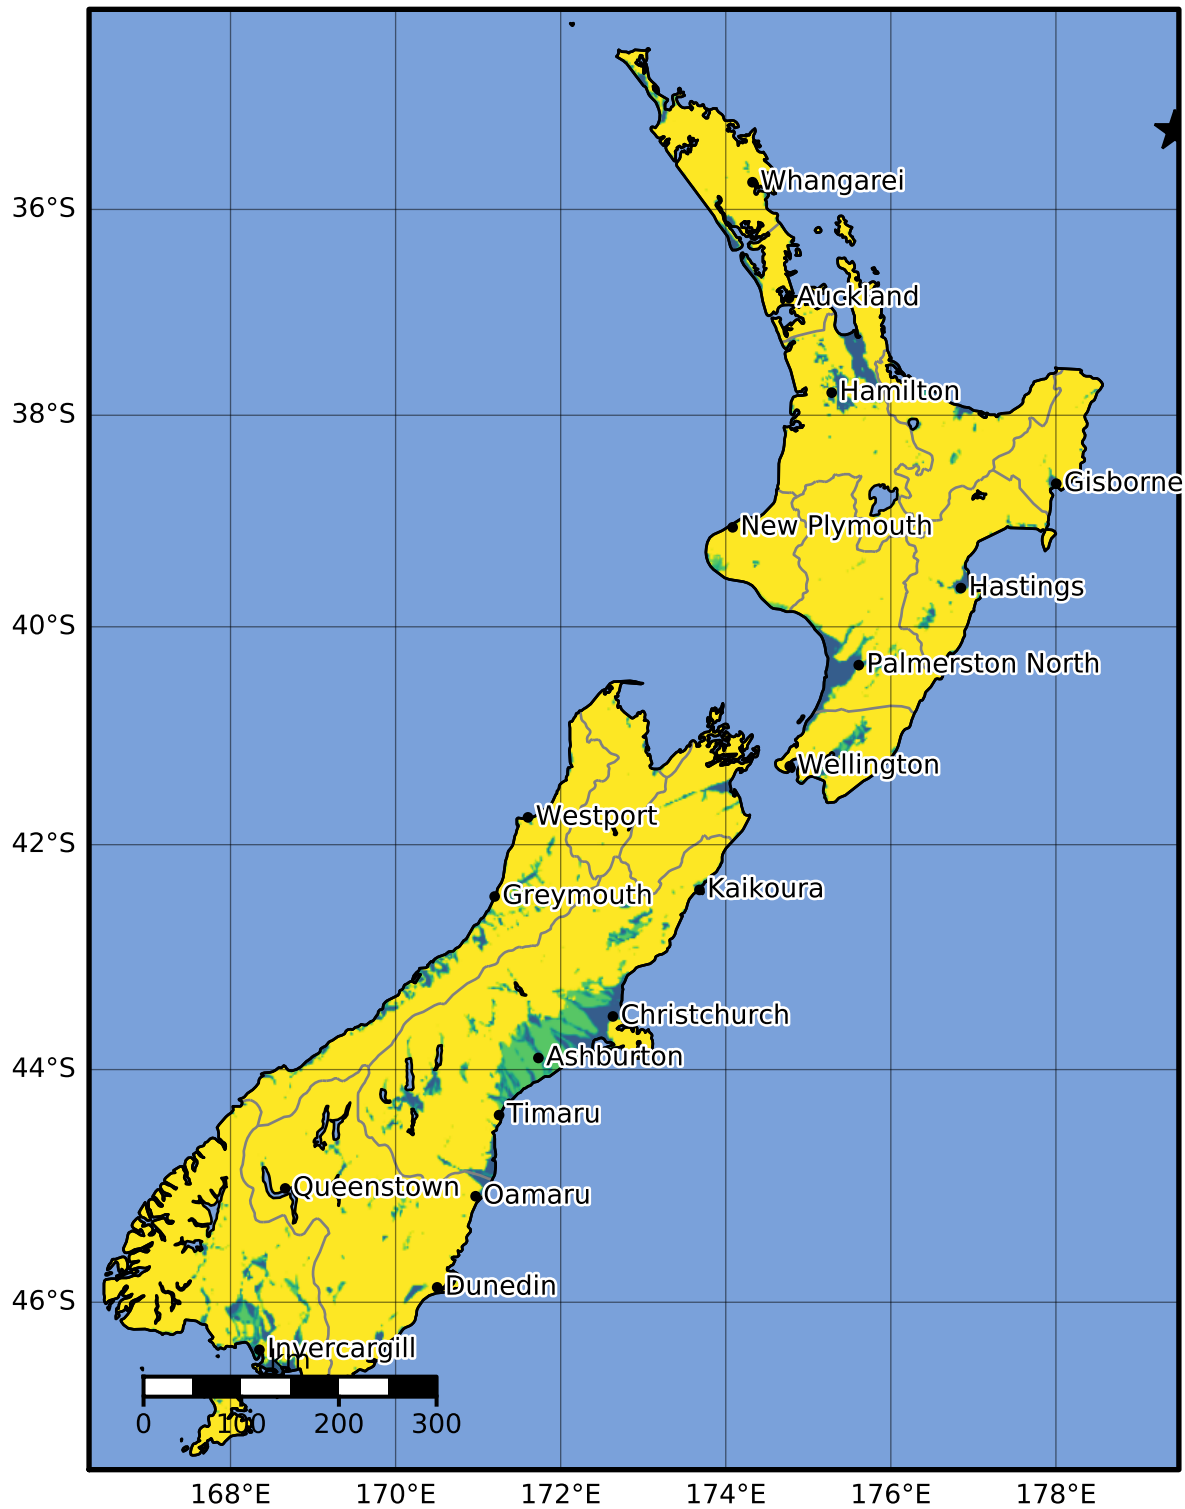 Whangarei
36°S
Auckland
Hamilton
38°S
Gisborne
New Plymouth
Hastings
40°S
Palmerston North
Wellington
Westport
42°S
Kaikoura
Greymouth
Christchurch
Ashburton
44°S
Timaru
Queenstown
Oamaru
Dunedin
46°S
Invercargill
km
0 100 200 300
168°E 170°E 172°E 174°E 176°E 178°E